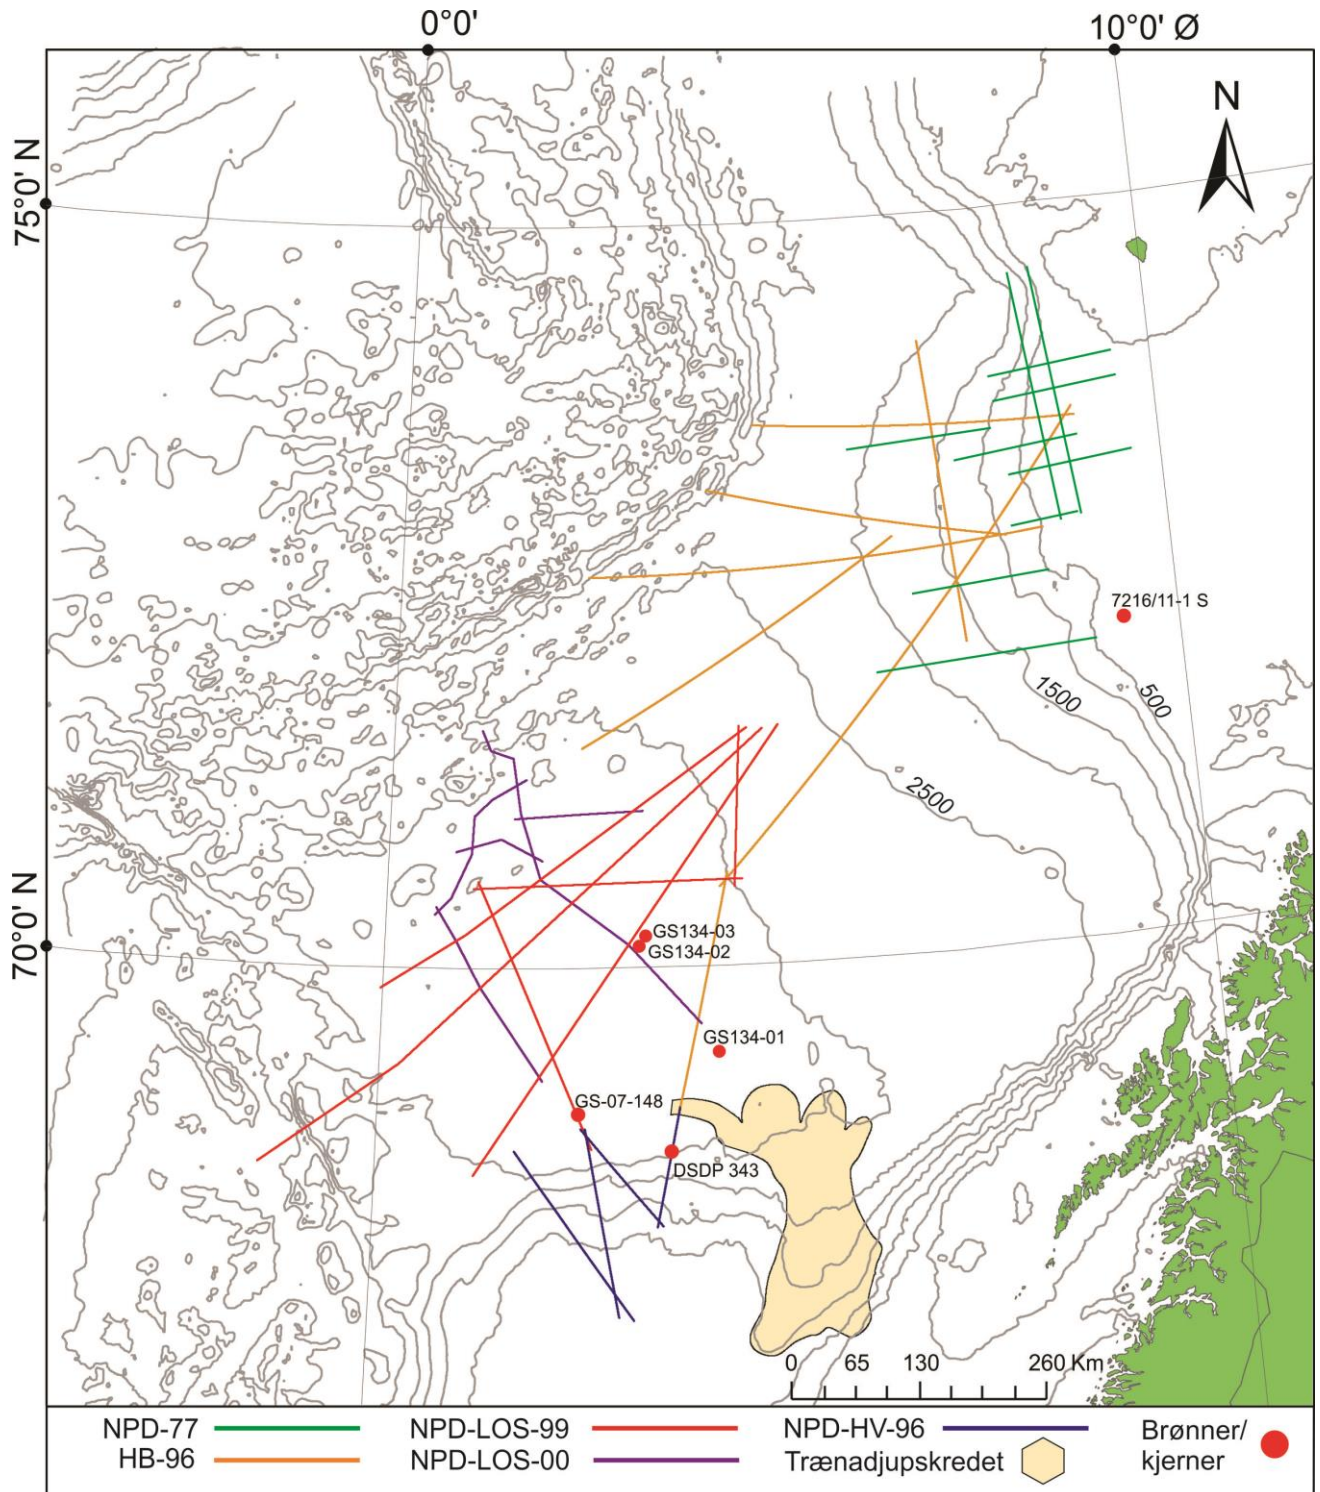 0°0'
10°0' Ø
N
75°0' N
7216/11-1 S
1500
500
2500
70°0' N
GS134-03
GS134-02
GS134-01
GS-07-148
DSDP 343
0 65 130 260 Km
NPD-77
NPD-LOS-99
NPD-HV-96
Brønner/
kjerner
HB-96
NPD-LOS-00
Trænadjupskredet